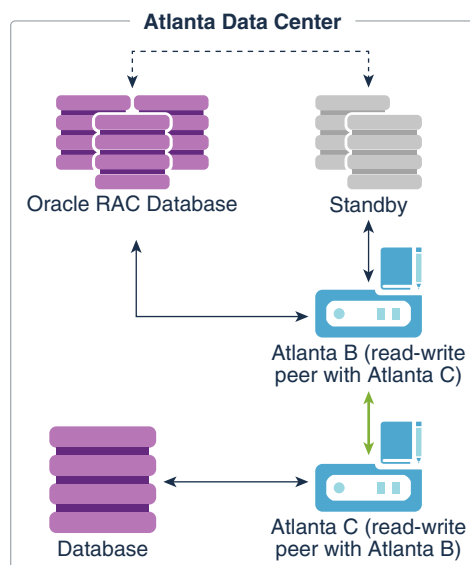 Atlanta Data Center
Oracle RAC Database
Standby
Atlanta B (read-write
peer with Atlanta C)
Database
Atlanta C (read-write
peer with Atlanta B)